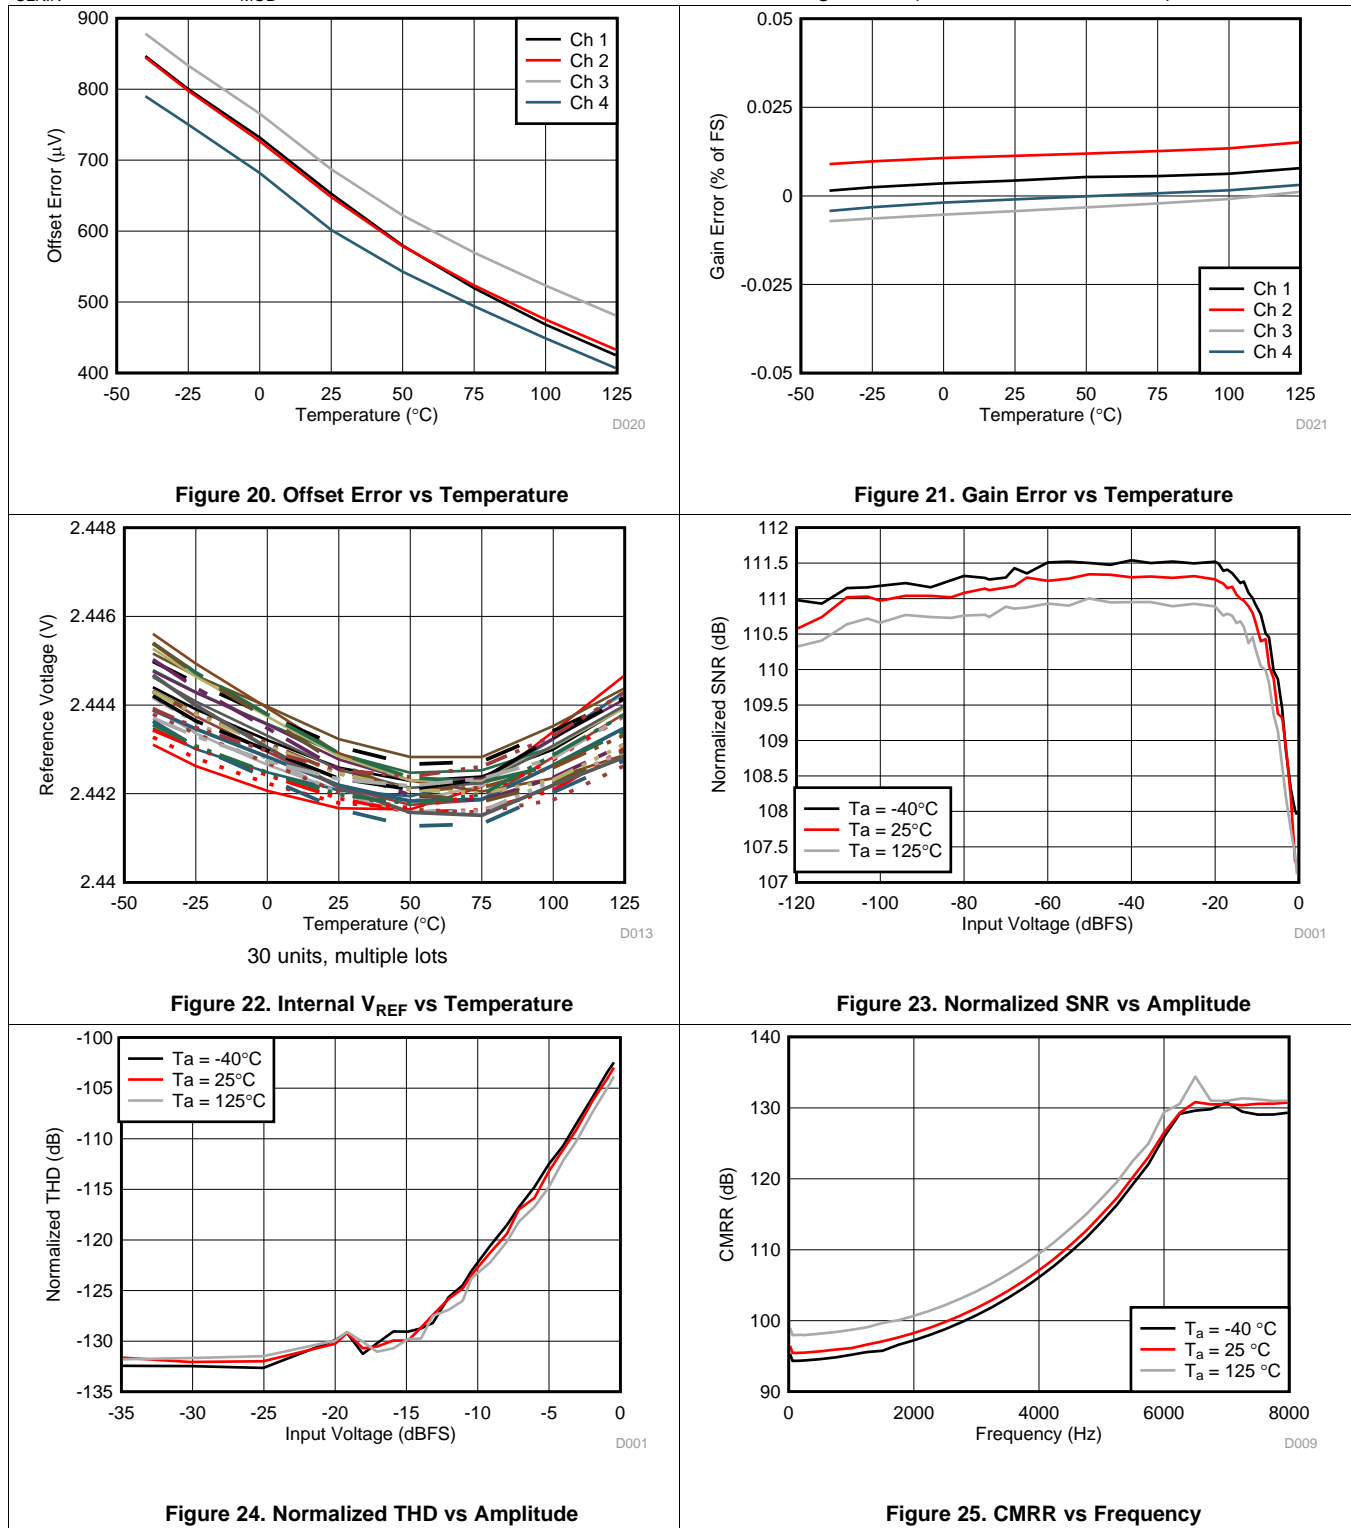 900
800
700
600
500
400
Offset Error (µV)
Ch 1
Ch 2
Ch 3
Ch 4
-50 -25 0 25 50 75 100 125
Temperature (°C)
D020
Figure 20. Offset Error vs Temperature
0.05
0.025
0
-0.025
-0.05
Gain Error (% of FS)
Ch 1
Ch 2
Ch 3
Ch 4
-50 -25 0 25 50 75 100 125
Temperature (°C)
D021
Figure 21. Gain Error vs Temperature
2.448
2.446
2.444
2.442
2.44
Reference Votlage (V)
-50 -25 0 25 50 75 100 125
Temperature (°C)
D013
30 units, multiple lots
Figure 22. Internal VREF vs Temperature
112
111.5
111
110.5
110
109.5
109
108.5
108
107.5
107
Normalized SNR (dB)
Ta = -40°C
Ta = 25°C
Ta = 125°C
-120 -100 -80 -60 -40 -20 0
Input Voltage (dBFS)
D001
Figure 23. Normalized SNR vs Amplitude
-100
-105
-110
-115
-120
-125
-130
-135
Normalized THD (dB)
Ta = -40°C
Ta = 25°C
Ta = 125°C
-35 -30 -25 -20 -15 -10 -5 0
Input Voltage (dBFS)
D001
Figure 24. Normalized THD vs Amplitude
140
130
120
110
100
90
CMRR (dB)
Ta = -40 °C
Ta = 25 °C
Ta = 125 °C
0 2000 4000 6000 8000
Frequency (Hz)
D009
Figure 25. CMRR vs Frequency